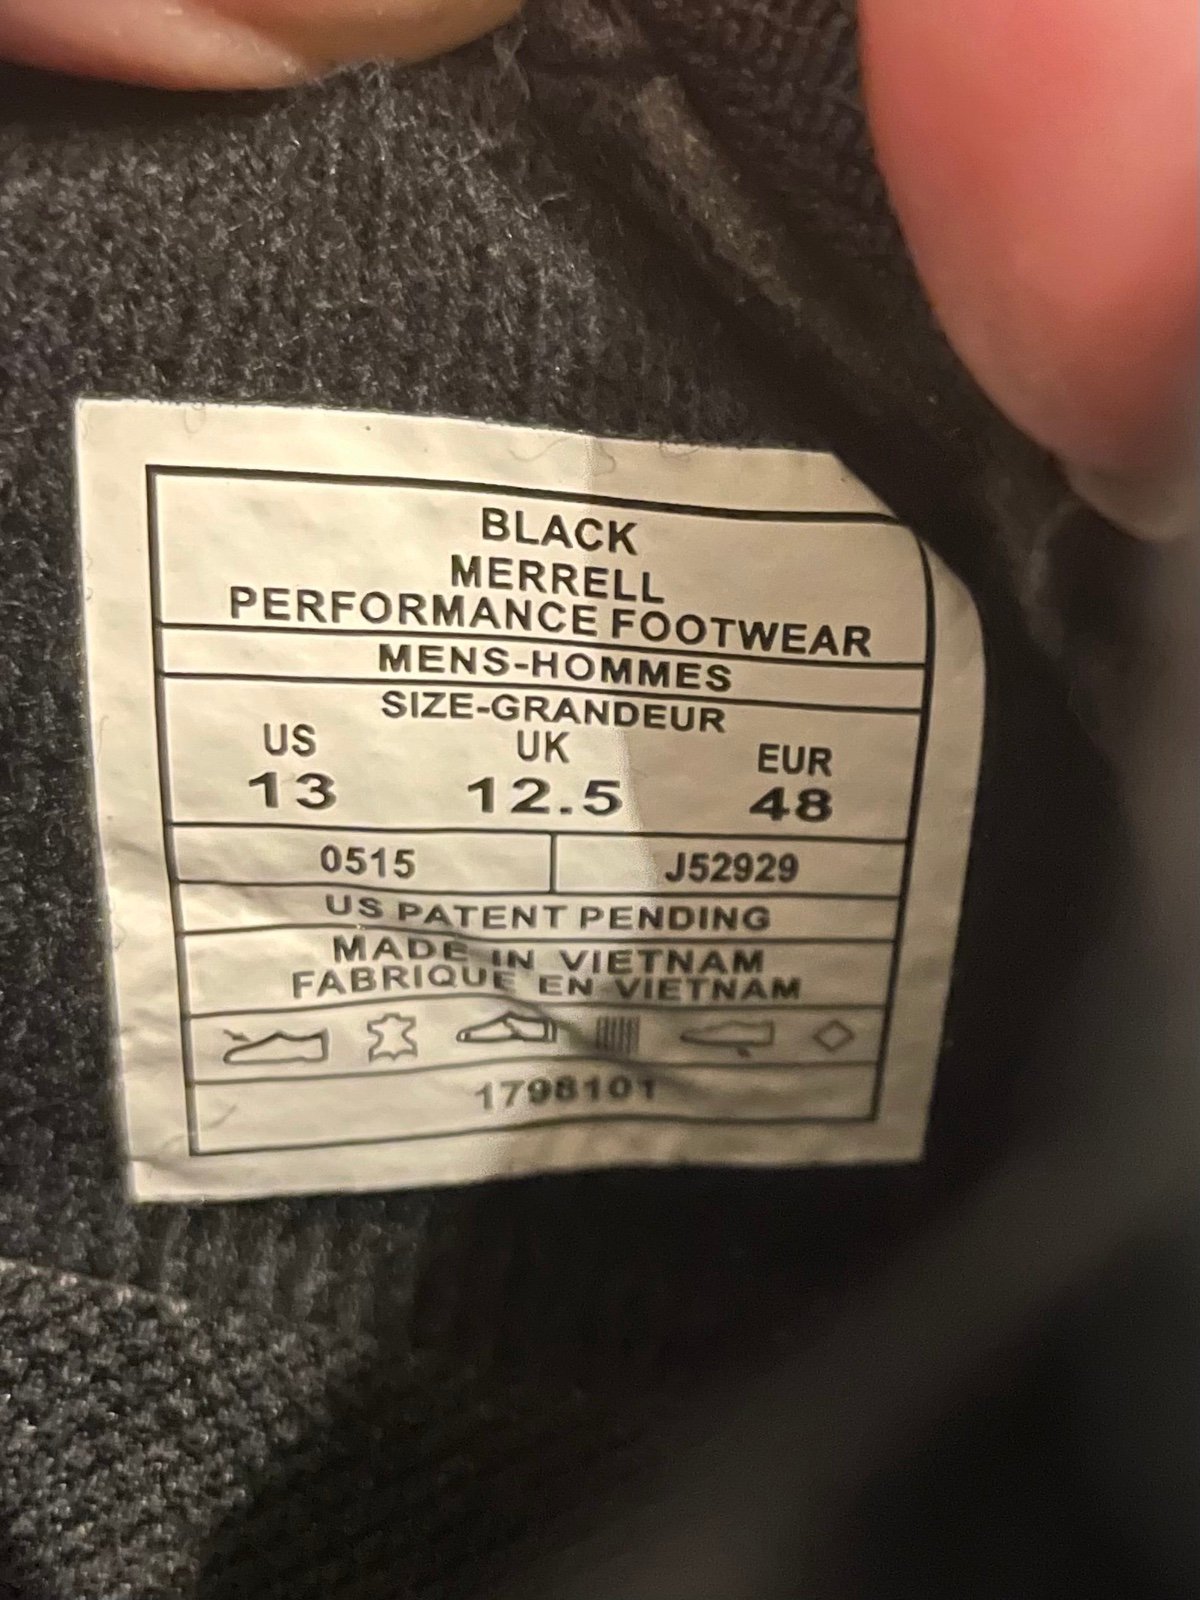 BLACK
MERRELL
PERFORMANCE FOOTWEAR
MENS-HOMMES
SIZE-GRANDEUR
US UK EUR
13 12.5 48
0515 J52929
US PATENT PENDING
MADE IN VIETNAM
FABRIQUE EN VIETNAM
1798101